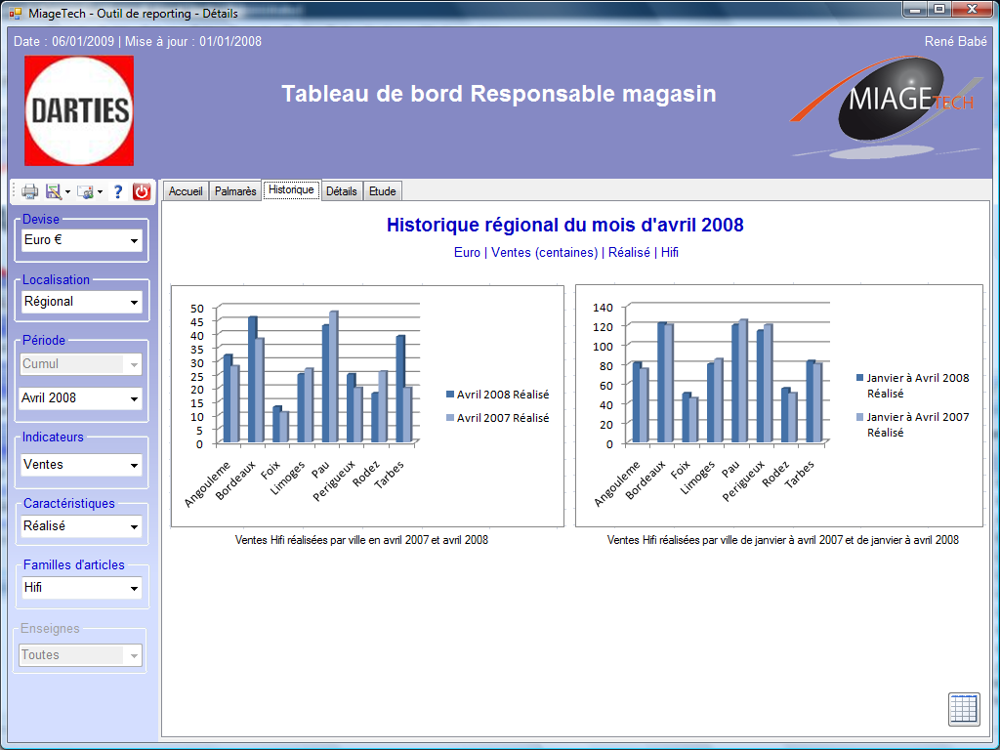 MiageTech - Outil de reporting - Détails
Date : 06/01/2009 | Mise à jour : 01/01/2008
René Babé
DARTIES
Tableau de bord Responsable magasin
MIAGETECH
Accueil Palmarès Historique Détails Etude
Devise
Euro €
Localisation
Régional
Période
Cumul
Avril 2008
Indicateurs
Ventes
Caractéristiques
Réalisé
Familles d'articles
Hifi
Enseignes
Toutes
Historique régional du mois d'avril 2008
Euro | Ventes (centaines) | Réalisé | Hifi
50
45
40
35
30
25
20
15
10
5
0
Angouleme
Bordeaux
Foix
Limoges
Pau
Perigueux
Rodez
Tarbes
Avril 2008 Réalisé
Avril 2007 Réalisé
Ventes Hifi réalisées par ville en avril 2007 et avril 2008
140
120
100
80
60
40
20
0
Angouleme
Bordeaux
Foix
Limoges
Pau
Perigueux
Rodez
Tarbes
Janvier à Avril 2008
Réalisé
Janvier à Avril 2007
Réalisé
Ventes Hifi réalisées par ville de janvier à avril 2007 et de janvier à avril 2008